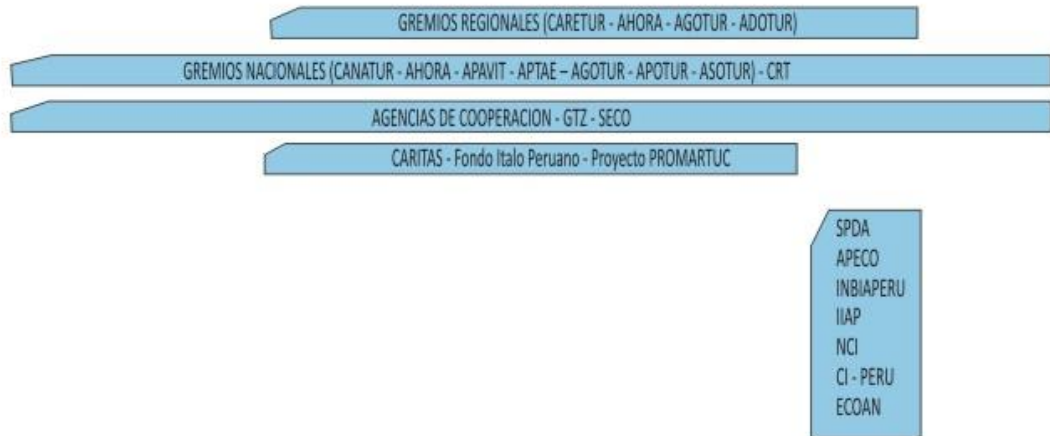 GREMIOS REGIONALES (CARETUR - AHORA - AGOTUR - ADOTUR)
GREMIOS NACIONALES (CANATUR - AHORA - APAVIT - APTAE – AGOTUR - APOTUR - ASOTUR) - CRT
AGENCIAS DE COOPERACION - GTZ - SECO
CARITAS - Fondo Italo Peruano - Proyecto PROMARTUC
SPDA
APECO
INBIAPERU
IIAP
NCI
CI - PERU
ECOAN